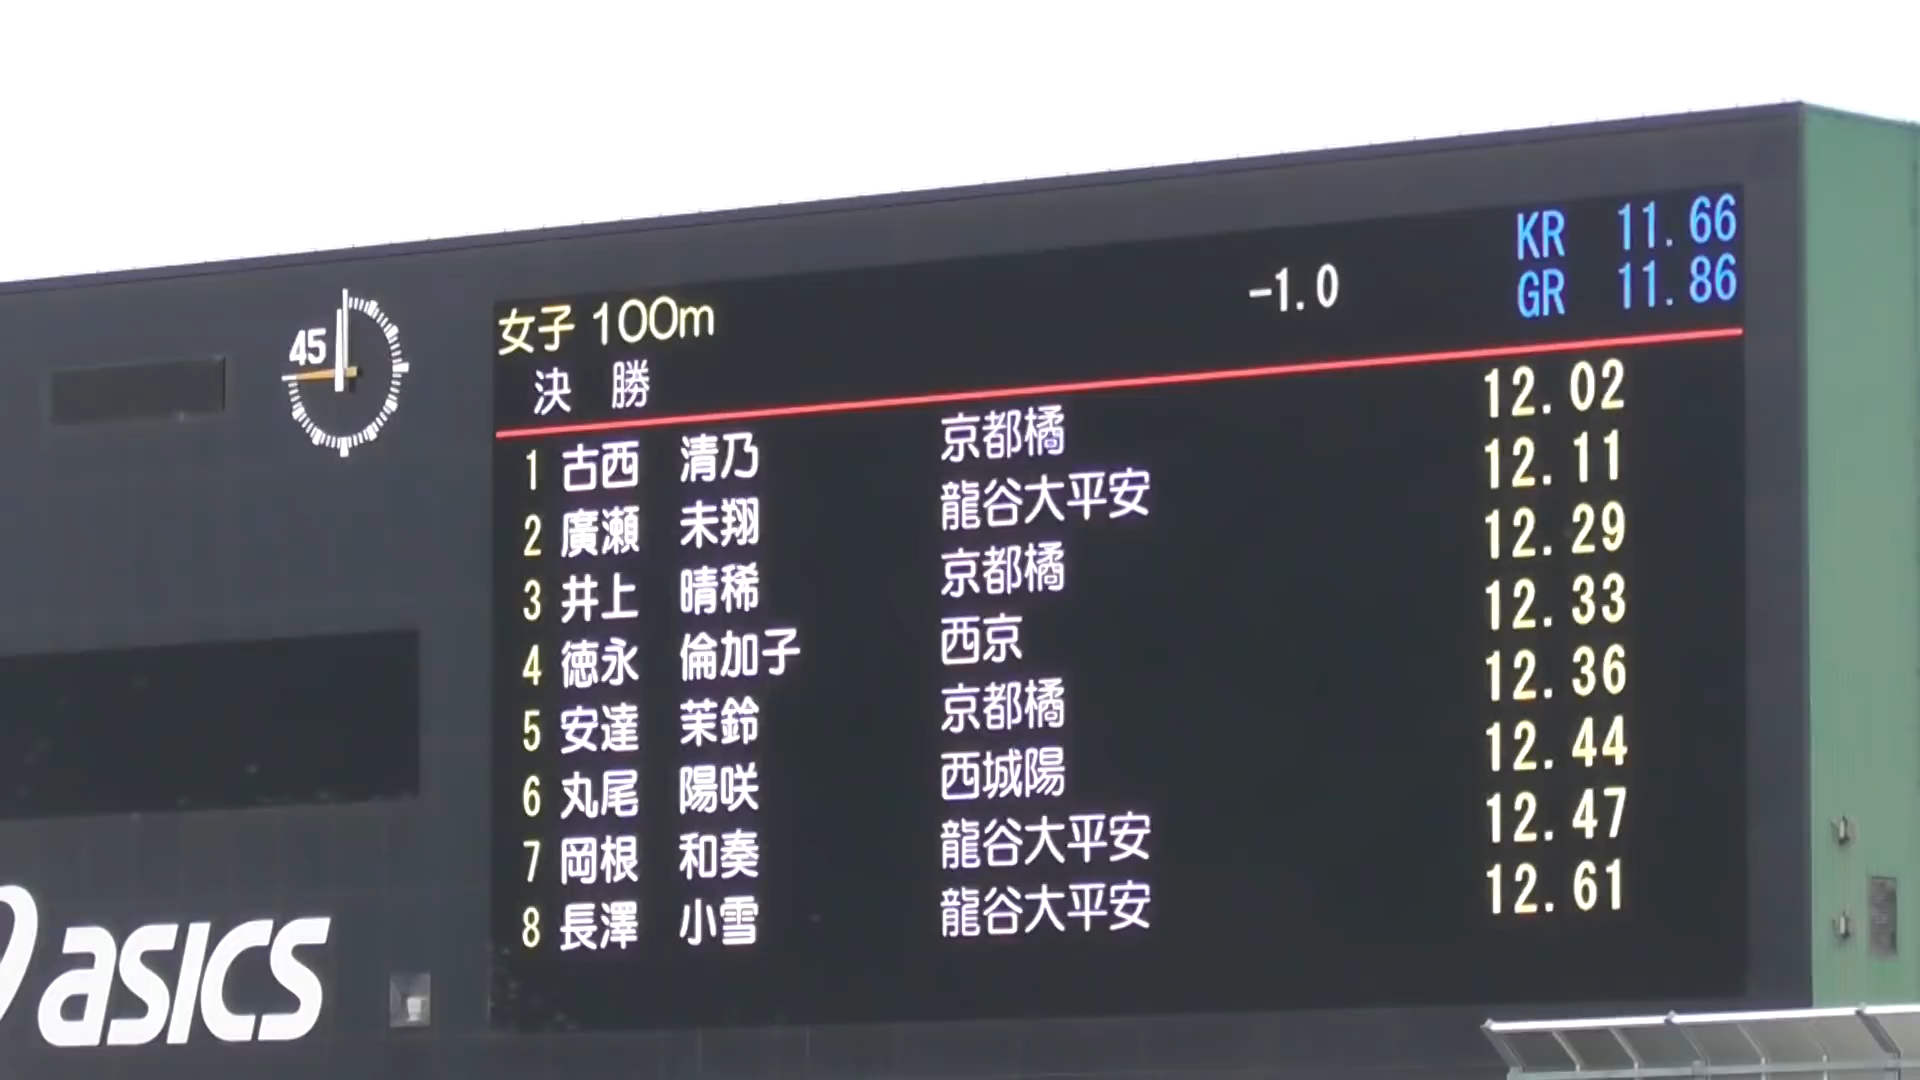 KR 11.66
女子 100m -1.0 GR 11.86
決 勝
1 古西 清乃 京都橘 12.02
2 廣瀬 未翔 龍谷大平安 12.11
3 井上 晴稀 京都橘 12.29
4 徳永 倫加子 西京 12.33
5 安達 茉鈴 京都橘 12.36
6 丸尾 陽咲 西城陽 12.44
7 岡根 和奏 龍谷大平安 12.47
8 長澤 小雪 龍谷大平安 12.61
45
asics